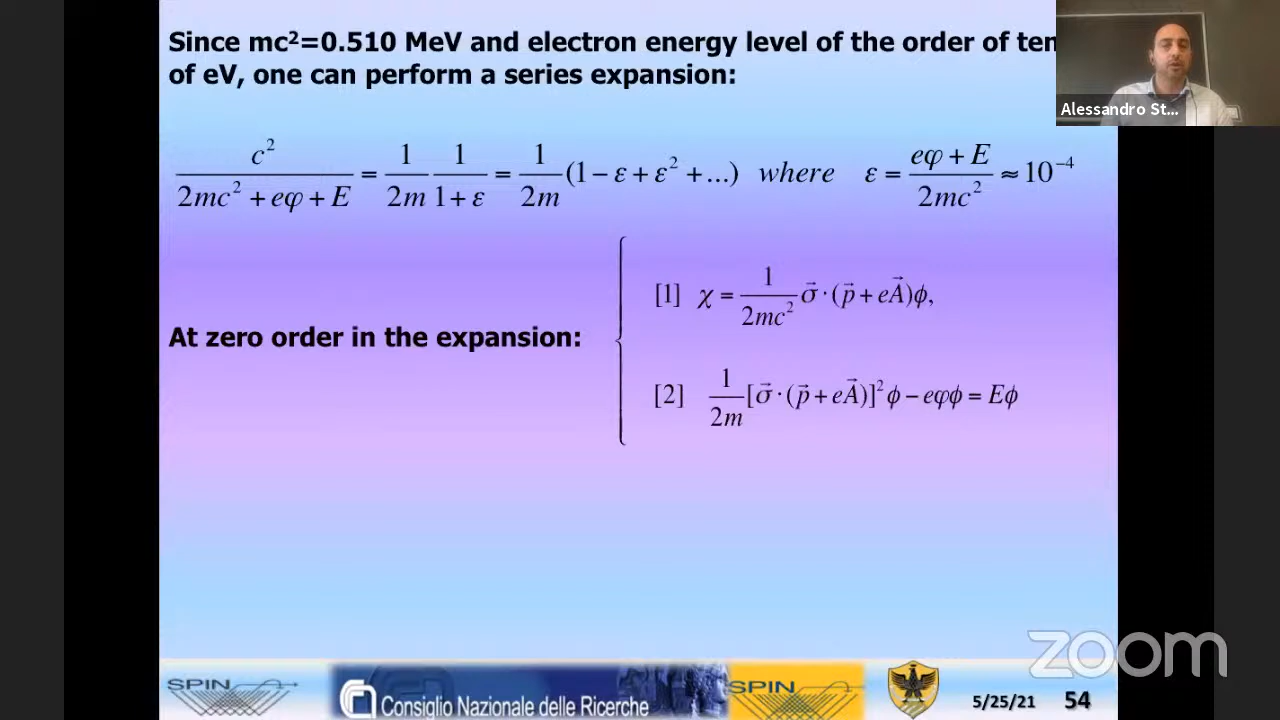 Since mc²=0.510 MeV and electron energy level of the order of ten
of eV, one can perform a series expansion:
Alessandro St...
c² / (2mc² + eφ + E) = 1/2m 1/(1+ε) = 1/2m (1 − ε + ε² + ...) where ε = (eφ + E) / 2mc² ≈ 10⁻⁴
[1] χ = 1/2mc² σ⃗ · (p⃗ + eA⃗)ϕ,
At zero order in the expansion:
[2] 1/2m [σ⃗ · (p⃗ + eA⃗)]² ϕ − eφϕ = Eϕ
zoom
SPIN
Consiglio Nazionale delle Ricerche
SPIN
5/25/21 54